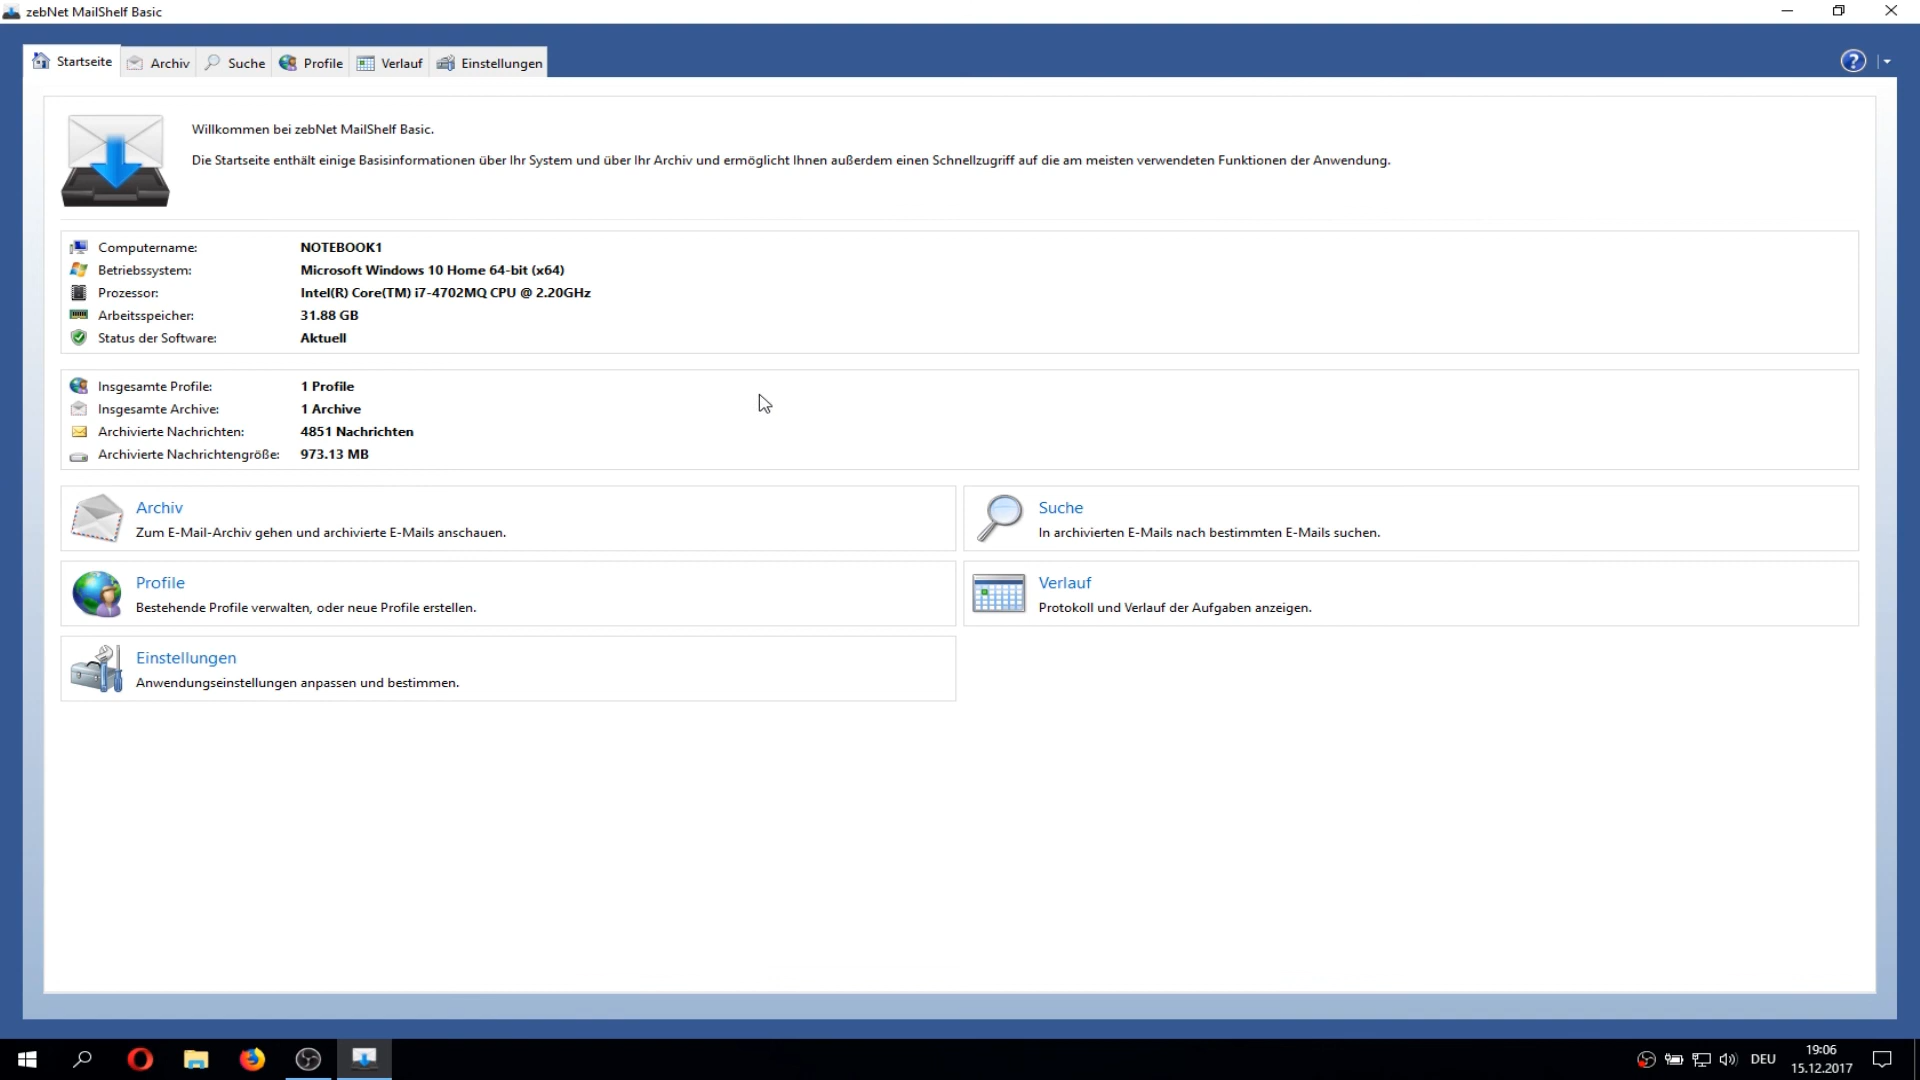 zebNet MailShelf Basic
Startseite
Archiv
Suche
Profile
Verlauf
Einstellungen
Willkommen bei zebNet MailShelf Basic.
Die Startseite enthält einige Basisinformationen über Ihr System und über Ihr Archiv und ermöglicht Ihnen außerdem einen Schnellzugriff auf die am meisten verwendeten Funktionen der Anwendung.
Computername: NOTEBOOK1
Betriebssystem: Microsoft Windows 10 Home 64-bit (x64)
Prozessor: Intel(R) Core(TM) i7-4702MQ CPU @ 2.20GHz
Arbeitsspeicher: 31.88 GB
Status der Software: Aktuell
Insgesamte Profile: 1 Profile
Insgesamte Archive: 1 Archive
Archivierte Nachrichten: 4851 Nachrichten
Archivierte Nachrichtengröße: 973.13 MB
Archiv
Zum E-Mail-Archiv gehen und archivierte E-Mails anschauen.
Suche
In archivierten E-Mails nach bestimmten E-Mails suchen.
Profile
Bestehende Profile verwalten, oder neue Profile erstellen.
Verlauf
Protokoll und Verlauf der Aufgaben anzeigen.
Einstellungen
Anwendungseinstellungen anpassen und bestimmen.
DEU
19:06
15.12.2017